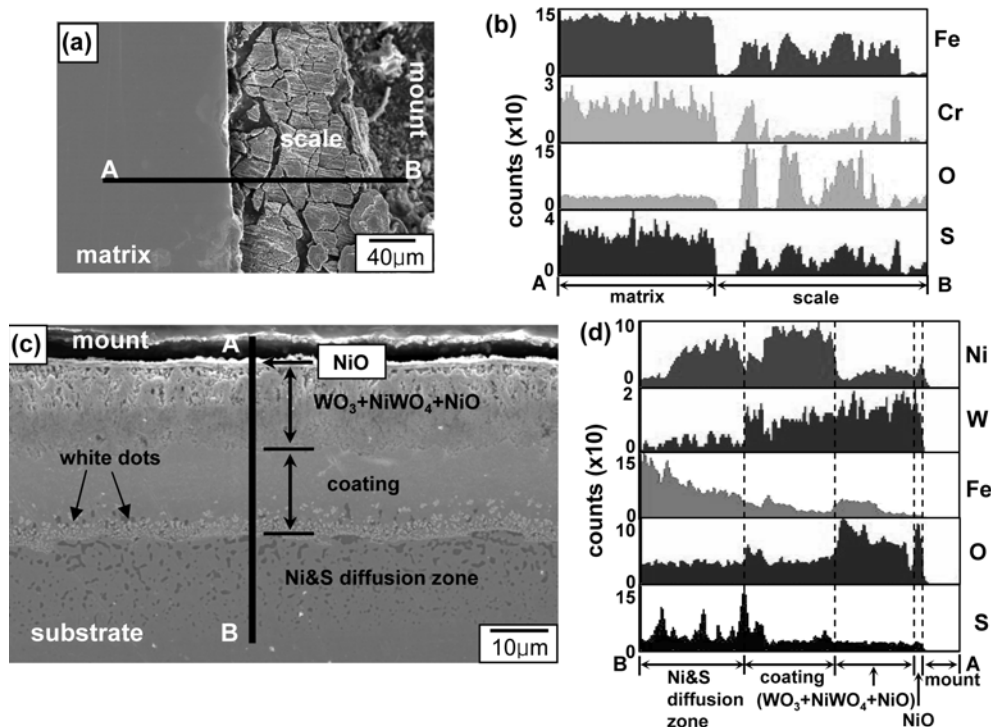 (a)
mount
scale
A
B
matrix
40μm
(b)
counts (x10)
15
0
Fe
3
0
Cr
15
0
O
4
0
S
A
matrix
scale
B
(c)
mount
A
NiO
WO₃+NiWO₄+NiO
white dots
coating
Ni&S diffusion zone
substrate
B
10μm
(d)
counts (x10)
10
0
Ni
2
0
W
15
0
Fe
10
0
O
15
0
S
B
A
Ni&S diffusion zone
coating
(WO₃+NiWO₄+NiO)
mount
NiO